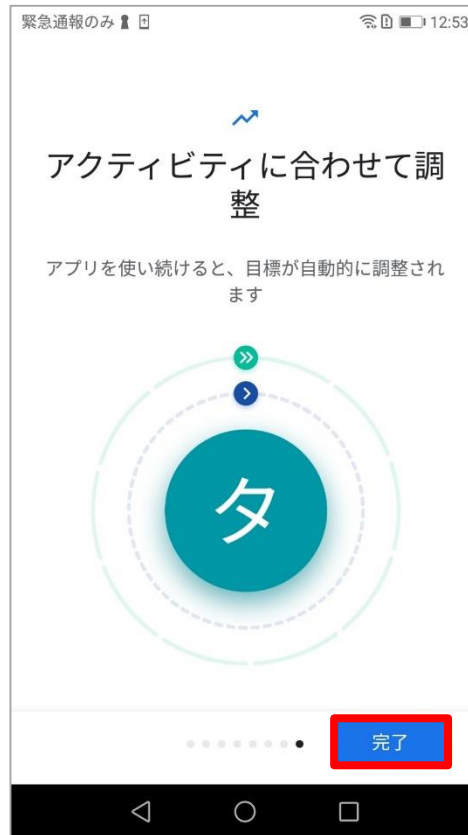 緊急通報のみ 12:53
アクティビティに合わせて調
整
アプリを使い続けると、目標が自動的に調整され
ます
タ
完了